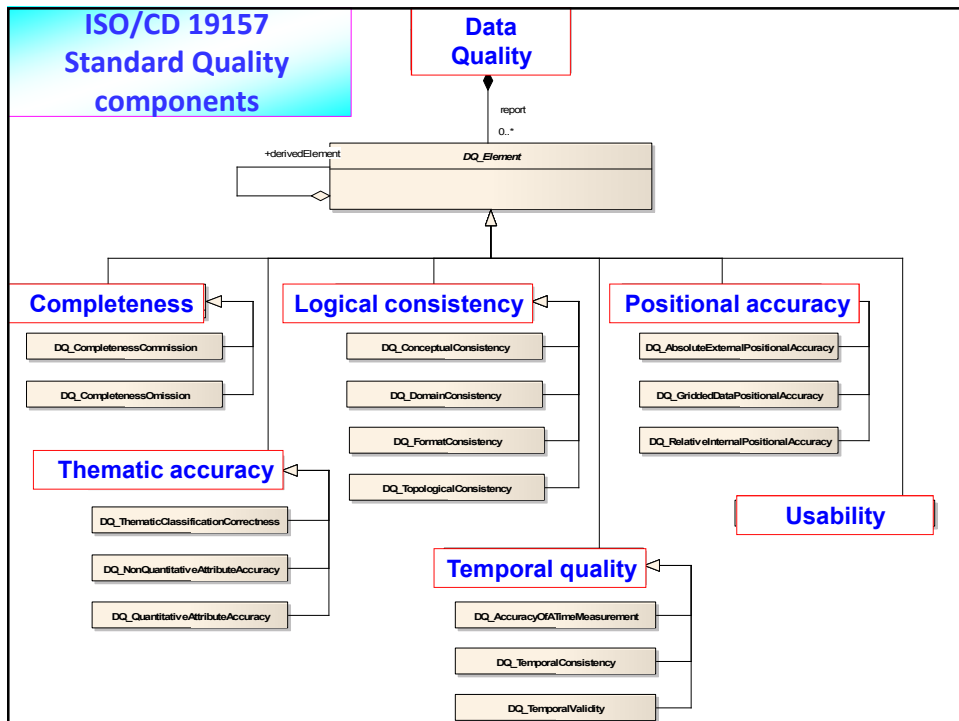 ISO/CD 19157
Standard Quality
components
Data
Quality
report
0..*
+derivedElement
DQ_Element
Completeness
DQ_CompletenessCommission
DQ_CompletenessOmission
Logical consistency
DQ_ConceptualConsistency
DQ_DomainConsistency
DQ_FormatConsistency
DQ_TopologicalConsistency
Positional accuracy
DQ_AbsoluteExternalPositionalAccuracy
DQ_GriddedDataPositionalAccuracy
DQ_RelativeInternalPositionalAccuracy
Thematic accuracy
DQ_ThematicClassificationCorrectness
DQ_NonQuantitativeAttributeAccuracy
DQ_QuantitativeAttributeAccuracy
Usability
Temporal quality
DQ_AccuracyOfATimeMeasurement
DQ_TemporalConsistency
DQ_TemporalValidity